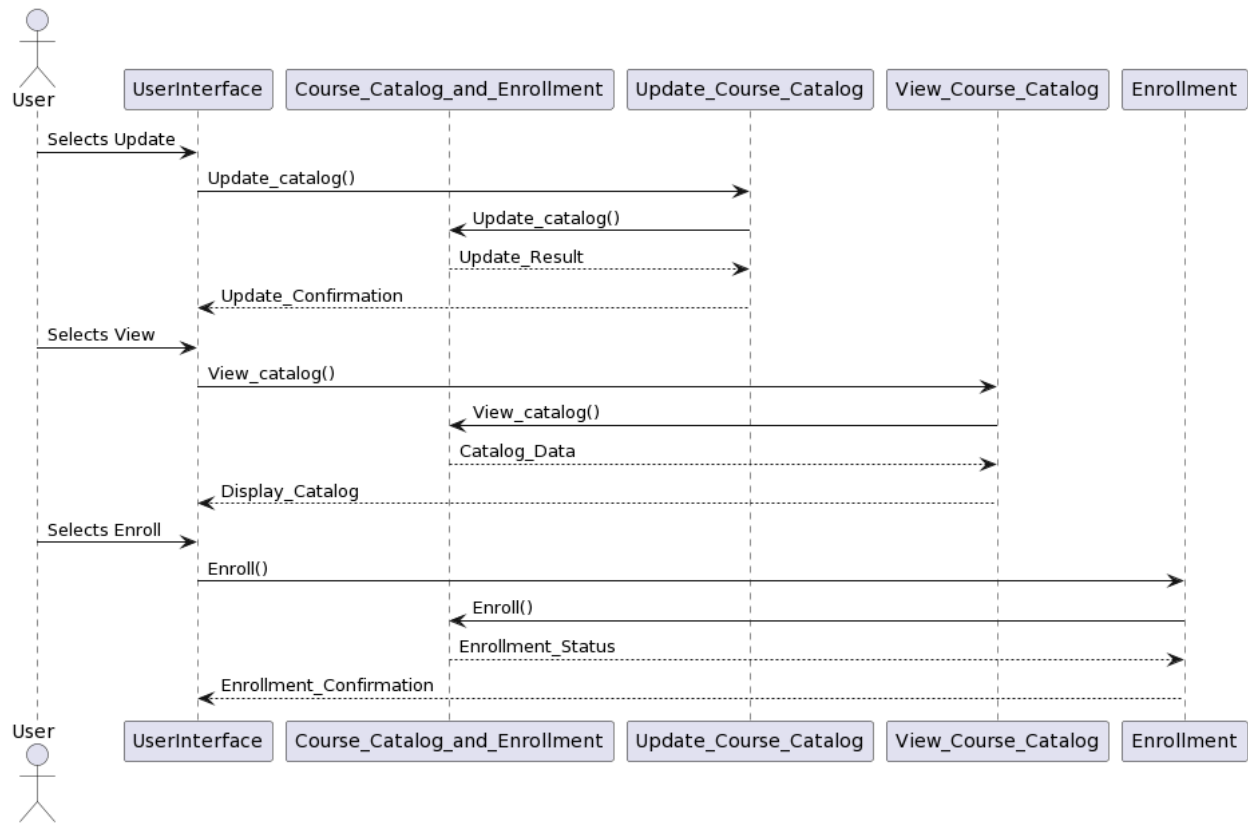 User
UserInterface
Course_Catalog_and_Enrollment
Update_Course_Catalog
View_Course_Catalog
Enrollment
Selects Update
Update_catalog()
Update_catalog()
Update_Result
Update_Confirmation
Selects View
View_catalog()
View_catalog()
Catalog_Data
Display_Catalog
Selects Enroll
Enroll()
Enroll()
Enrollment_Status
Enrollment_Confirmation
User
UserInterface
Course_Catalog_and_Enrollment
Update_Course_Catalog
View_Course_Catalog
Enrollment